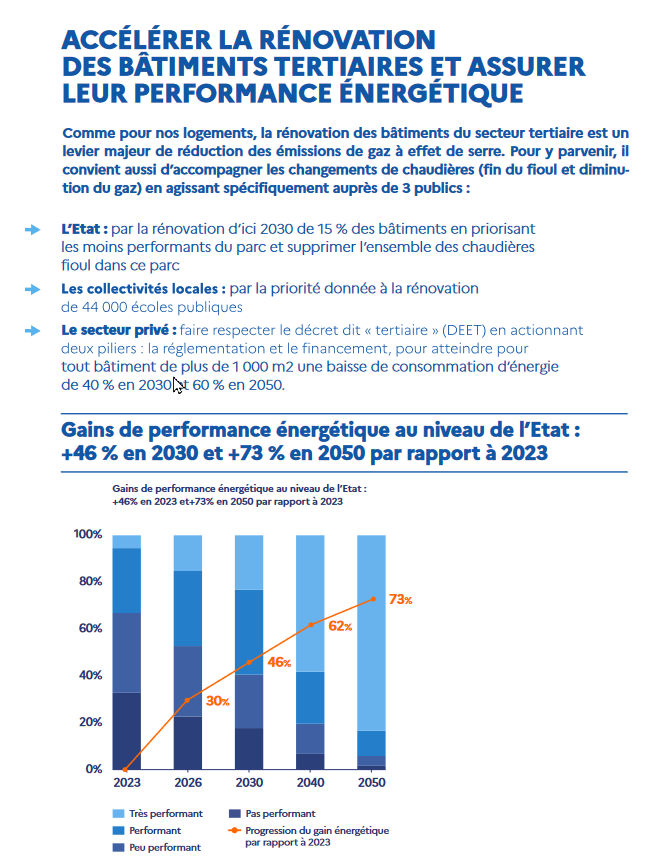 ACCÉLÉRER LA RÉNOVATION
DES BÂTIMENTS TERTIAIRES ET ASSURER
LEUR PERFORMANCE ÉNERGÉTIQUE
Comme pour nos logements, la rénovation des bâtiments du secteur tertiaire est un
levier majeur de réduction des émissions de gaz à effet de serre. Pour y parvenir, il
convient aussi d'accompagner les changements de chaudières (fin du fioul et diminu-
tion du gaz) en agissant spécifiquement auprès de 3 publics :
L'Etat : par la rénovation d'ici 2030 de 15 % des bâtiments en priorisant
les moins performants du parc et supprimer l'ensemble des chaudières
fioul dans ce parc
Les collectivités locales : par la priorité donnée à la rénovation
de 44 000 écoles publiques
Le secteur privé : faire respecter le décret dit « tertiaire » (DEET) en actionnant
deux piliers : la réglementation et le financement, pour atteindre pour
tout bâtiment de plus de 1 000 m2 une baisse de consommation d'énergie
de 40 % en 2030 et 60 % en 2050.
Gains de performance énergétique au niveau de l'Etat :
+46 % en 2030 et +73 % en 2050 par rapport à 2023
Gains de performance énergétique au niveau de l'Etat :
+46% en 2023 et+73% en 2050 par rapport à 2023
100%
80%
60%
40%
20%
0%
30%
46%
62%
73%
2023 2026 2030 2040 2050
Très performant
Performant
Peu performant
Pas performant
Progression du gain énergétique
par rapport à 2023